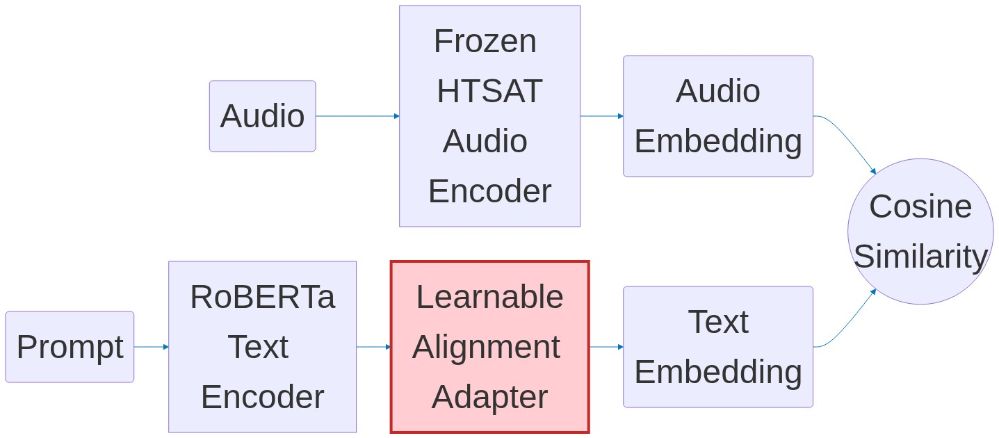 Audio
Frozen
HTSAT
Audio
Encoder
Audio
Embedding
Prompt
RoBERTa
Text
Encoder
Learnable
Alignment
Adapter
Text
Embedding
Cosine
Similarity